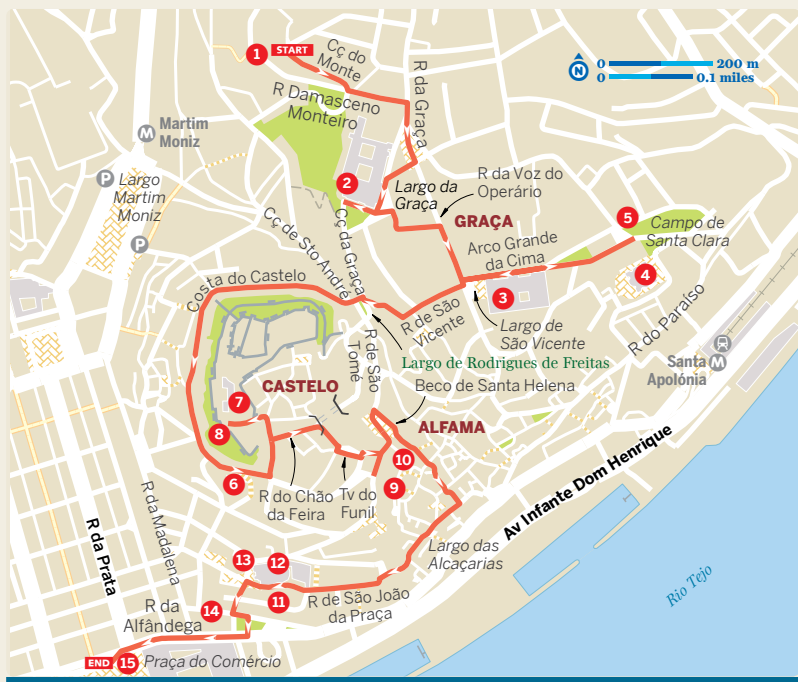 1 START
Cç do
Monte
R da Graça
N
0 200 m
0 0.1 miles
R Damasceno
Monteiro
M Martim
Moniz
P Largo
Martim
Moniz
P
2
Largo da
Graça
R da Voz do
Operário
GRAÇA
5
Campo de
Santa Clara
4
Arco Grande
da Cima
3
Cç da Graça
Cç de Sto André
Costa do Castelo
R de São
Vicente
Largo de
São Vicente
R do Paraíso
Largo de Rodrigues de Freitas
R de São
Tomé
Santa
Apolónia
M
CASTELO
Beco de Santa Helena
7
8
ALFAMA
10
6
9
R do Chão
da Feira
Tv do
Funil
Av Infante Dom Henrique
R da Madalena
R da Prata
Largo das
Alcaçarias
13
12
11
R de São João
da Praça
14
R da
Alfândega
Rio Tejo
END 15 Praça do Comércio